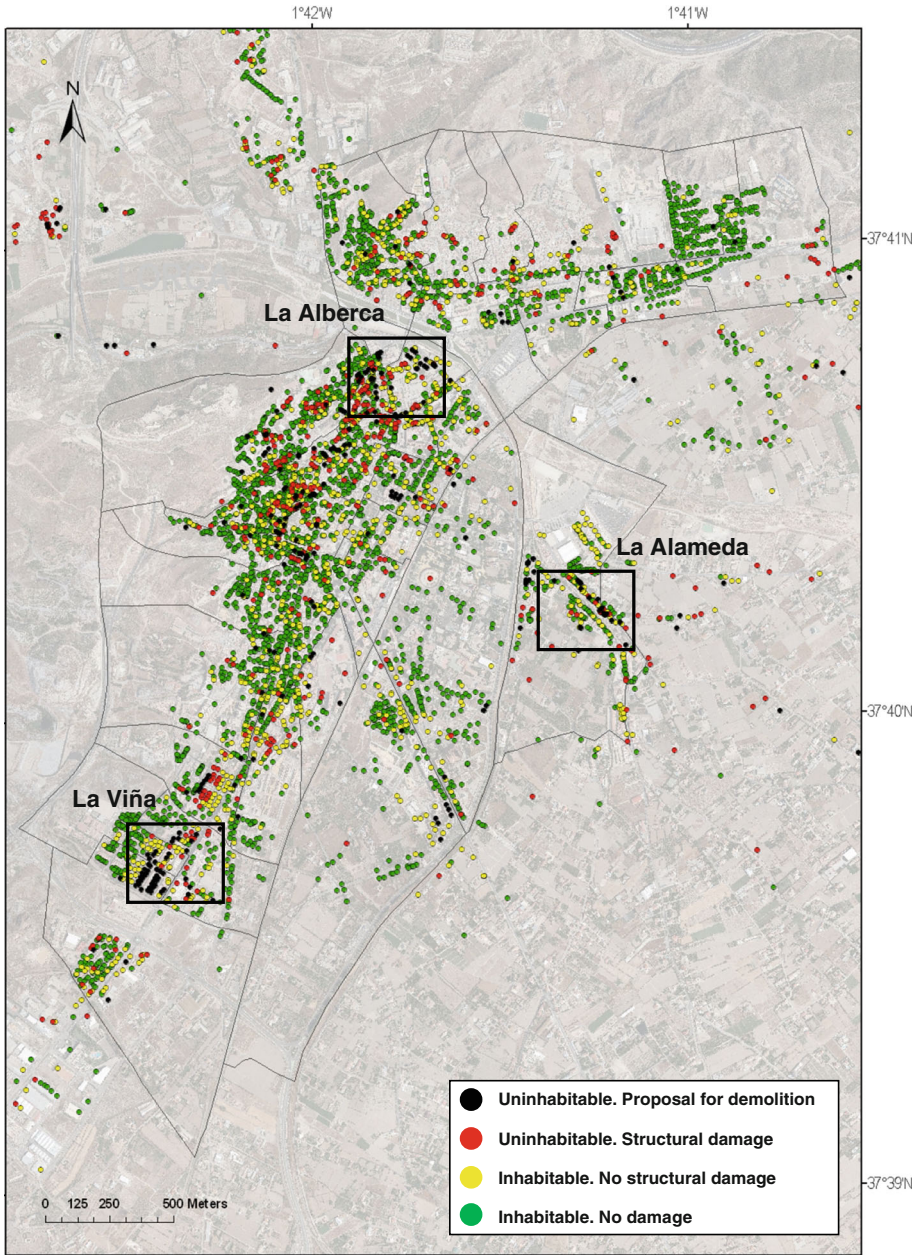 1°42'W
1°41'W
N
37°41'N
La Alberca
La Alameda
37°40'N
La Viña
Uninhabitable. Proposal for demolition
Uninhabitable. Structural damage
Inhabitable. No structural damage
Inhabitable. No damage
37°39'N
0 125 250 500 Meters